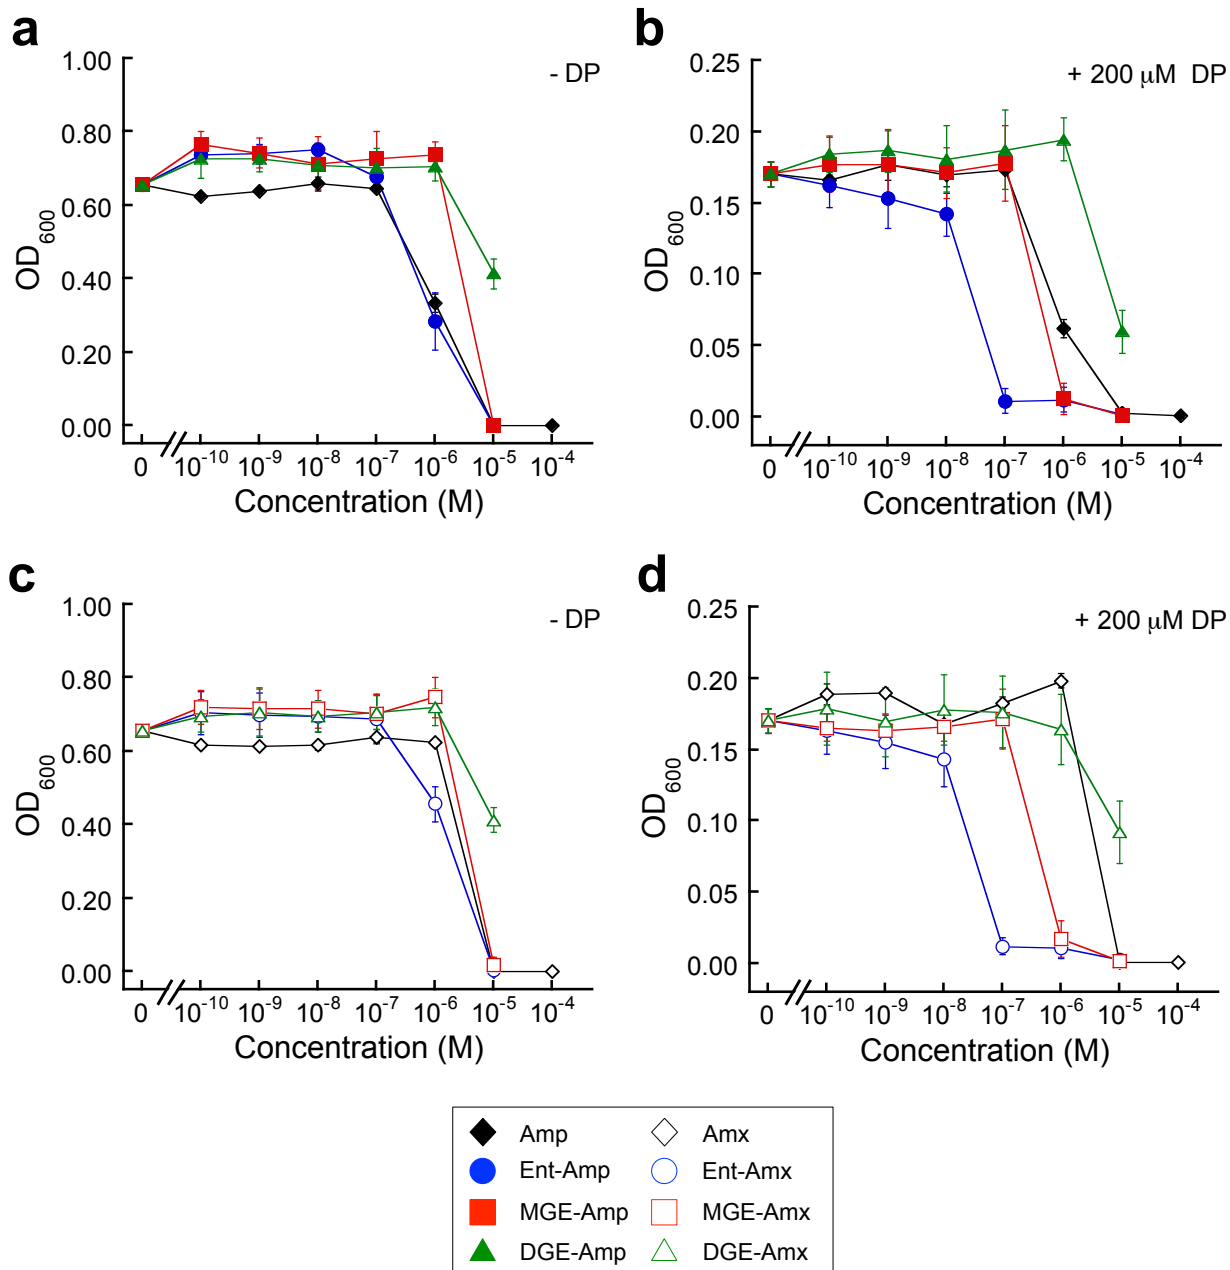 a
- DP
1.00
0.80
0.60
0.40
0.20
0.00
OD600
0 10-10 10-9 10-8 10-7 10-6 10-5 10-4
Concentration (M)
b
+ 200 μM DP
0.25
0.20
0.15
0.10
0.05
0.00
OD600
0 10-10 10-9 10-8 10-7 10-6 10-5 10-4
Concentration (M)
c
- DP
1.00
0.80
0.60
0.40
0.20
0.00
OD600
0 10-10 10-9 10-8 10-7 10-6 10-5 10-4
Concentration (M)
d
+ 200 μM DP
0.25
0.20
0.15
0.10
0.05
0.00
OD600
0 10-10 10-9 10-8 10-7 10-6 10-5 10-4
Concentration (M)
Amp Amx
Ent-Amp Ent-Amx
MGE-Amp MGE-Amx
DGE-Amp DGE-Amx